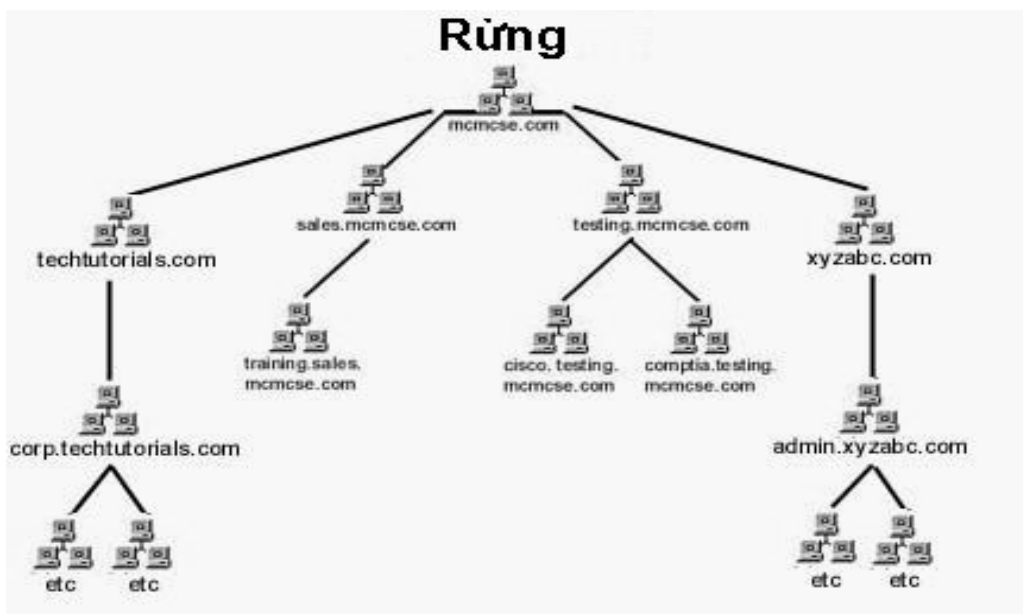 Rừng
mcmcse.com
sales.mcmcse.com
testing.mcmcse.com
techtutorials.com
xyzabc.com
training.sales.
mcmcse.com
cisco. testing.
mcmcse.com
comptia.testing.
mcmcse.com
corp.techtutorials.com
admin.xyzabc.com
etc
etc
etc
etc